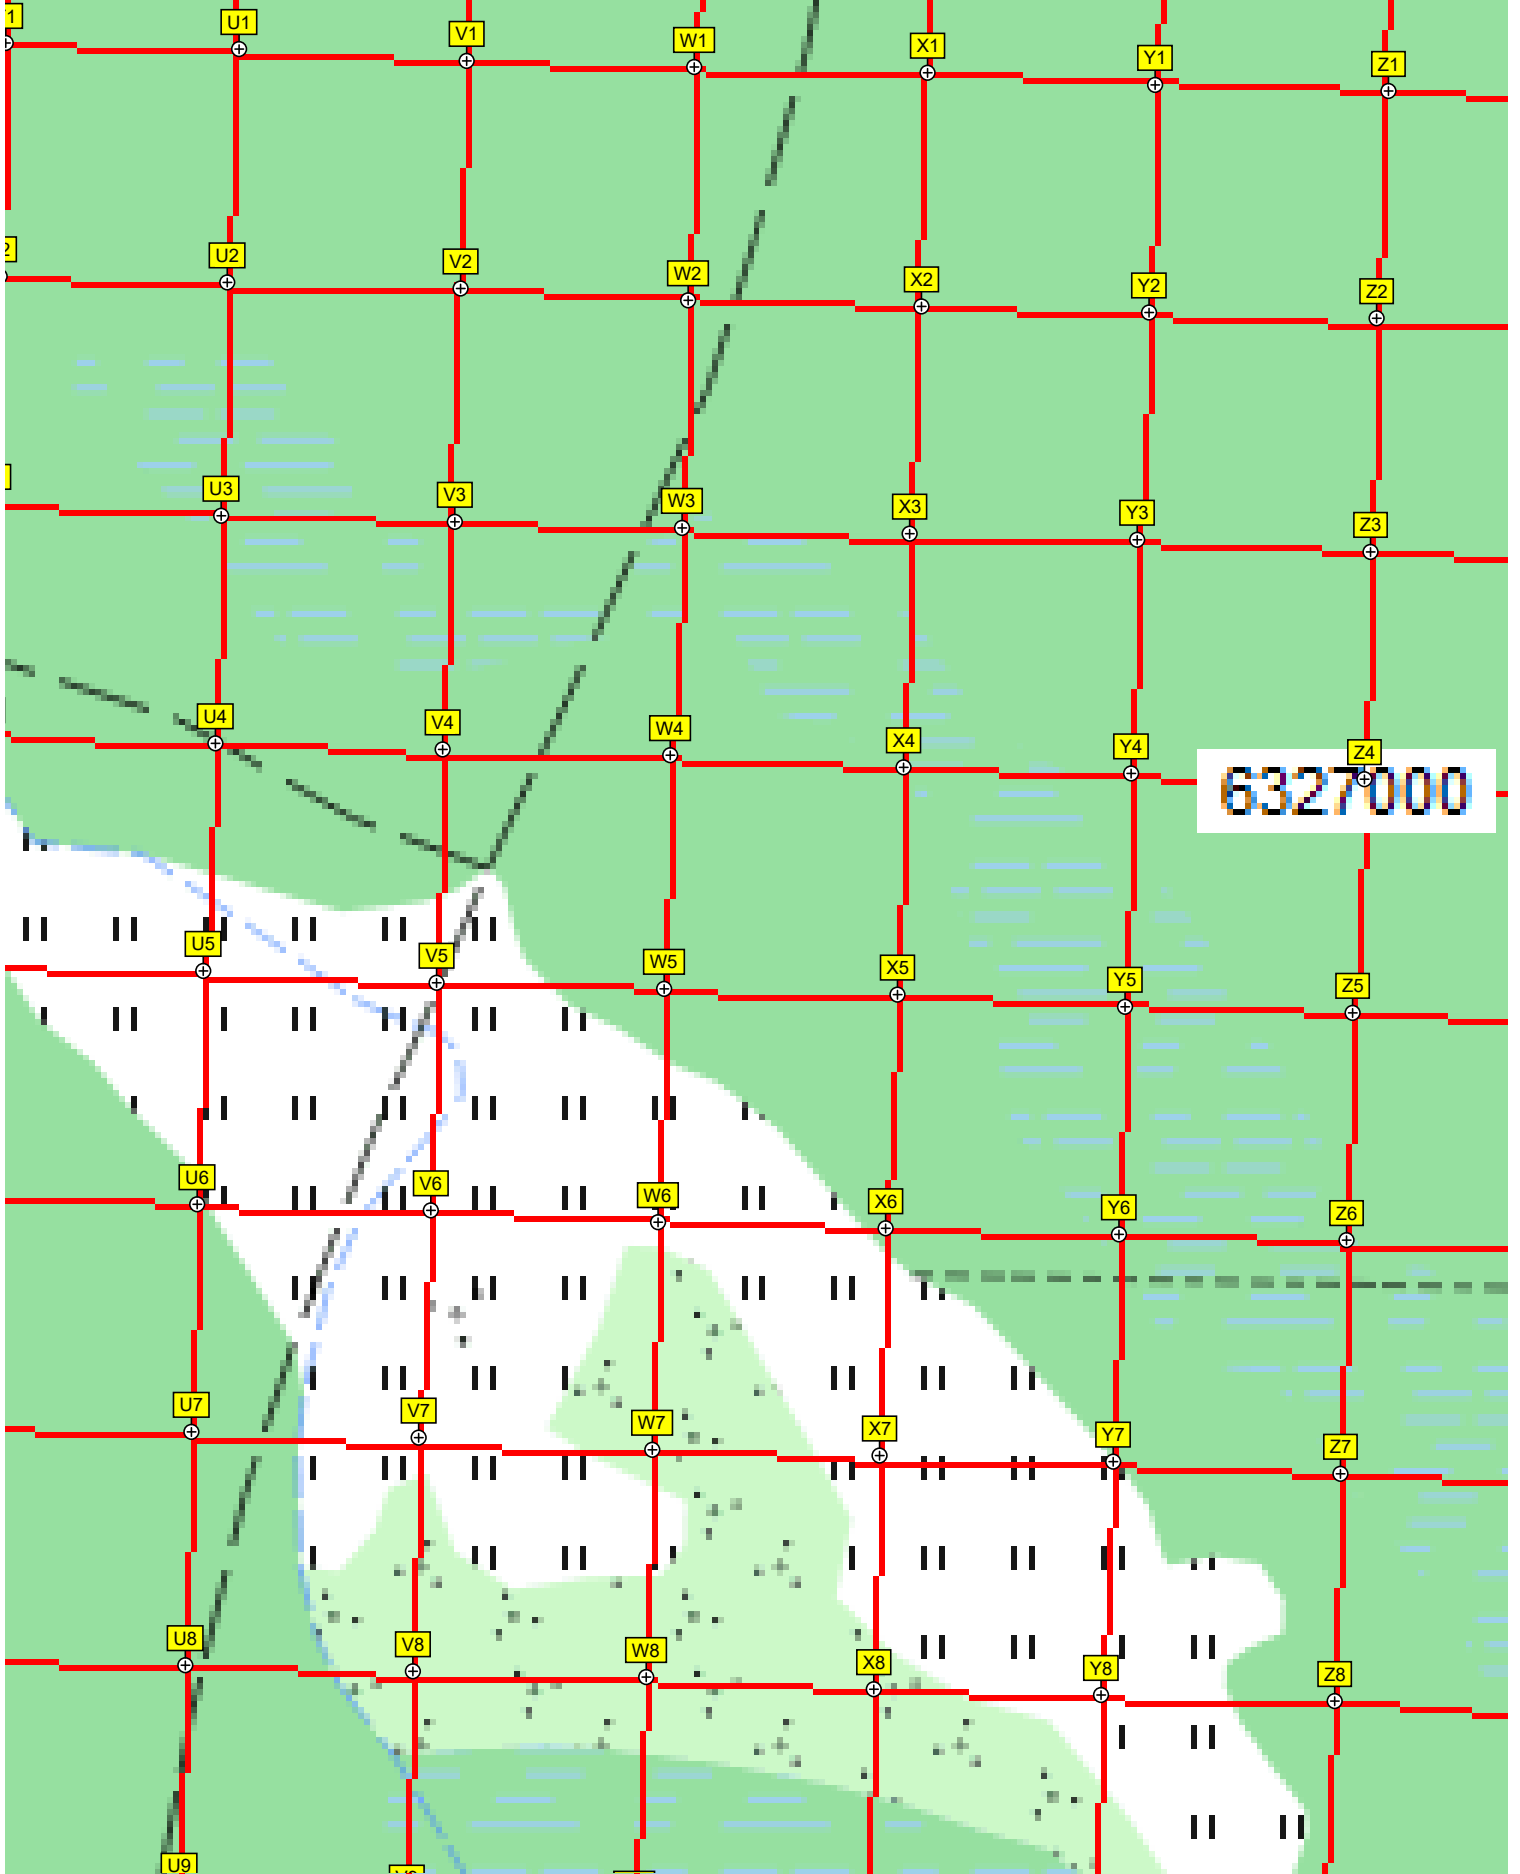 U1 V1 W1 X1 Y1 Z1
U2 V2 W2 X2 Y2 Z2
U3 V3 W3 X3 Y3 Z3
U4 V4 W4 X4 Y4 Z4
6327000
U5 V5 W5 X5 Y5 Z5
U6 V6 W6 X6 Y6 Z6
U7 V7 W7 X7 Y7 Z7
U8 V8 W8 X8 Y8 Z8
U9